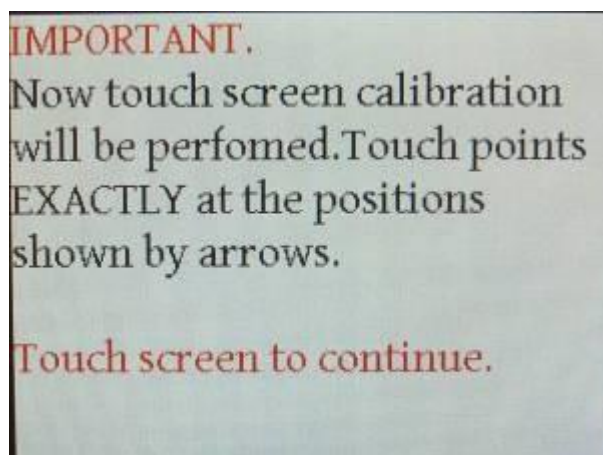 IMPORTANT.
Now touch screen calibration
will be perfomed.Touch points
EXACTLY at the positions
shown by arrows.
Touch screen to continue.